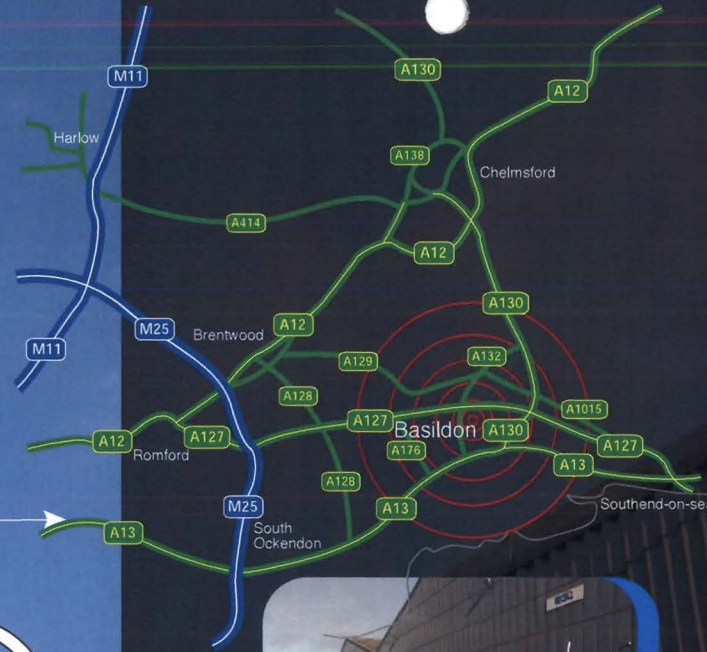 M11
A130
A12
Harlow
A138
Chelmsford
A414
A12
A130
M25
A12
Brentwood
M11
A132
A129
A128
A1015
A127
Basildon
A130
A12
A127
Romford
A176
A127
A13
A128
M25
A13
Southend-on-sea
A13
South
Ockendon